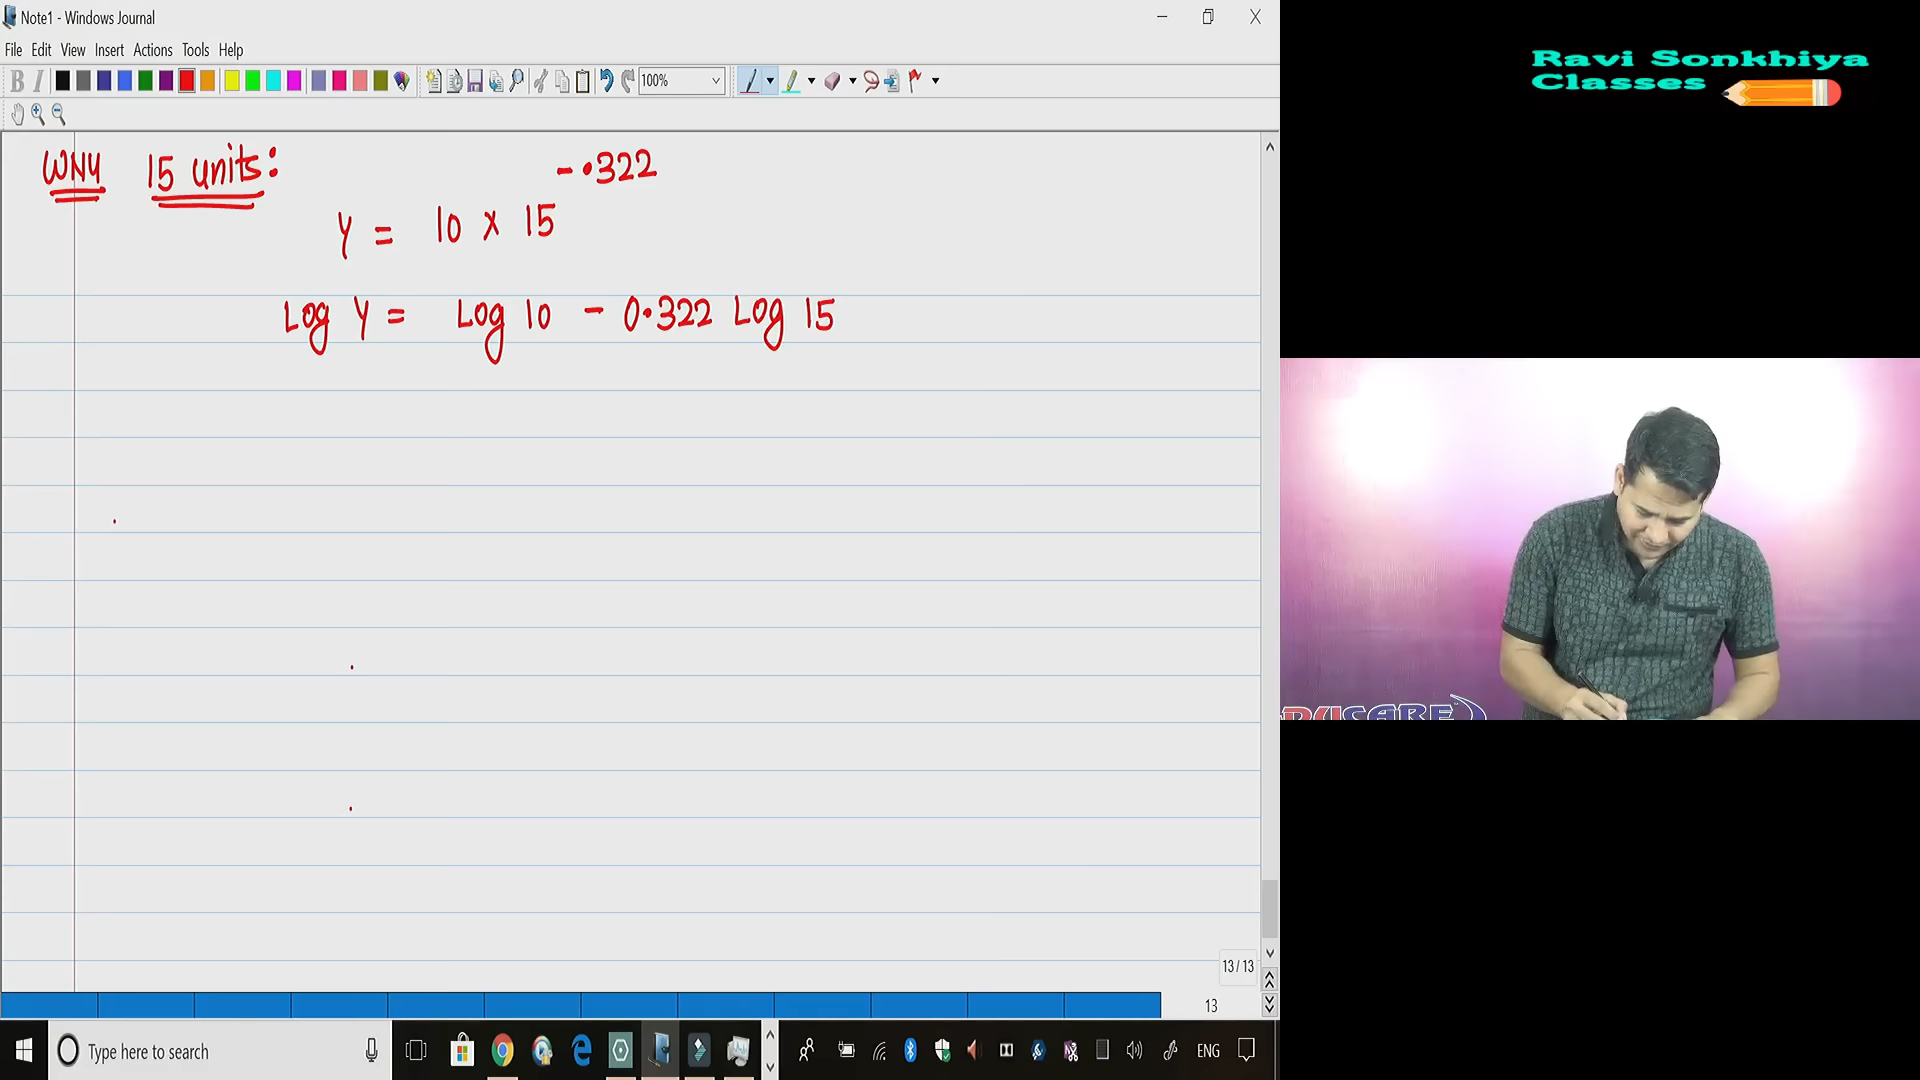 Note1 - Windows Journal
File Edit View Insert Actions Tools Help
B I
100%
WN4 15 units:
Y = 10 x 15 -.322
Log Y = Log 10 - 0.322 Log 15
13 / 13
13
Type here to search
ENG
Ravi Sonkhiya
Classes